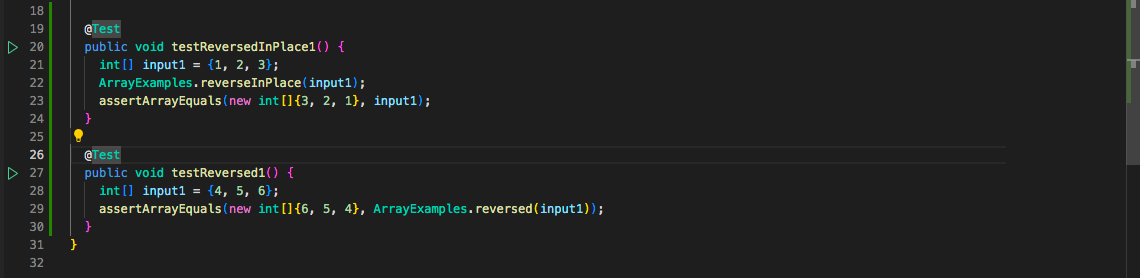 18
19 @Test
20 public void testReversedInPlace1() {
21 int[] input1 = {1, 2, 3};
22 ArrayExamples.reverseInPlace(input1);
23 assertArrayEquals(new int[]{3, 2, 1}, input1);
24 }
25
26 @Test
27 public void testReversed1() {
28 int[] input1 = {4, 5, 6};
29 assertArrayEquals(new int[]{6, 5, 4}, ArrayExamples.reversed(input1));
30 }
31 }
32